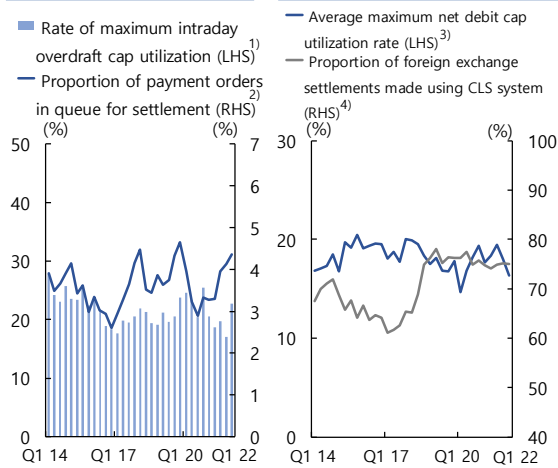 Rate of maximum intraday
overdraft cap utilization (LHS)1)
Proportion of payment orders
in queue for settlement (RHS)2)
(%)
(%)
50
40
30
20
10
0
7
6
5
4
3
2
1
0
Q1 14
Q1 17
Q1 20
Q1 22
Average maximum net debit cap
utilization rate (LHS)3)
Proportion of foreign exchange
settlements made using CLS system
(RHS)4)
(%)
(%)
30
20
10
0
100
90
80
70
60
50
40
Q1 14
Q1 17
Q1 20
Q1 22